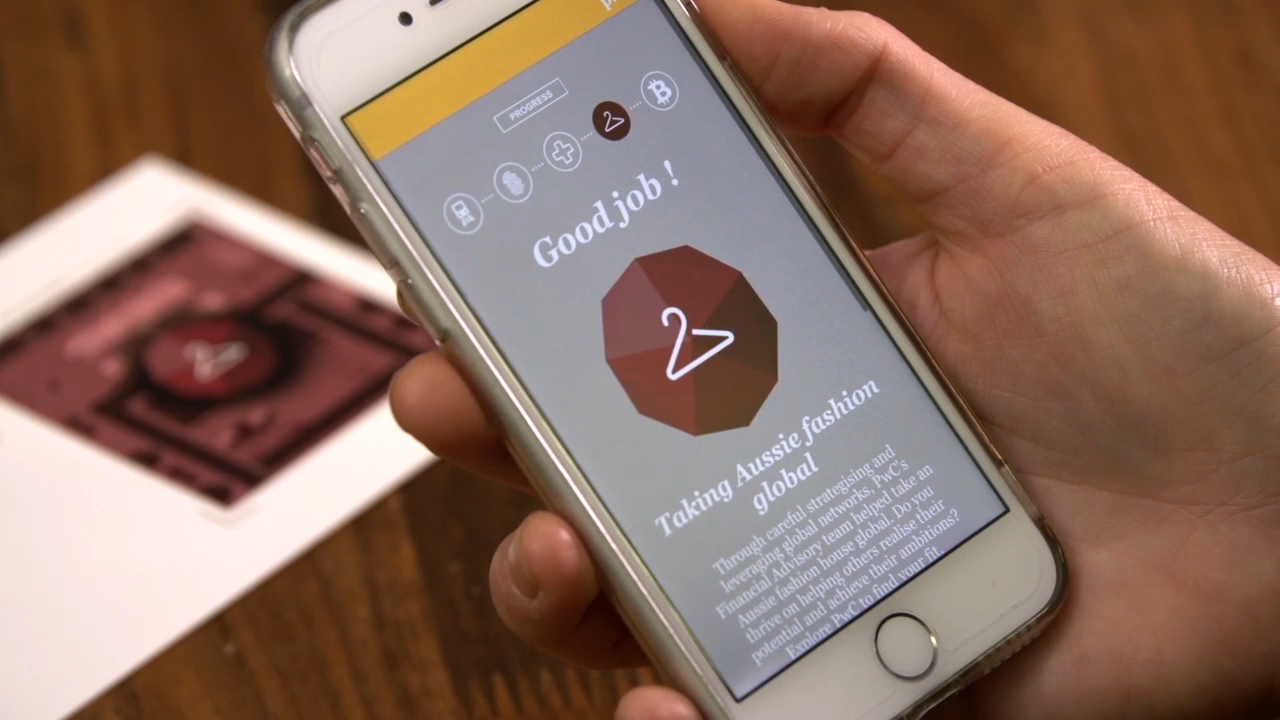 PROGRESS
Good job !
Taking Aussie fashion
global
Through careful strategising and
leveraging global networks, PwC's
Financial Advisory team helped take an
Aussie fashion house global. Do you
thrive on helping others realise their
potential and achieve their ambitions?
Explore PwC to find your fit.